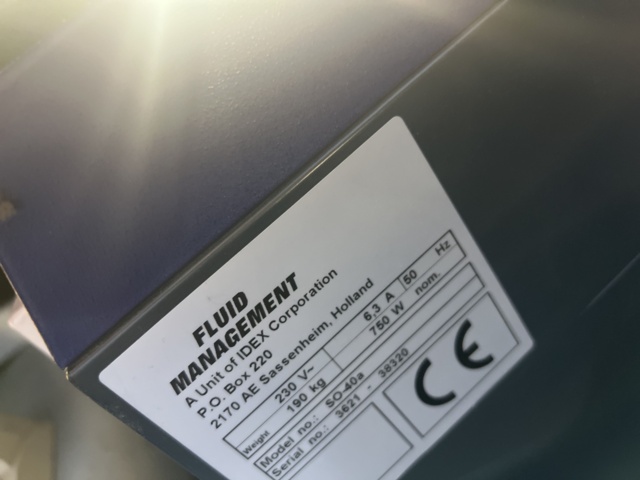 FLUID
MANAGEMENT
A Unit of IDEX Corporation
P.O. Box 220
2170 AE Sassenheim, Holland
230 V~ 6,3 A 50 Hz
Weight 190 kg 750 W nom.
Model no.: SO-40a
Serial no.: 3621 - 38320
CE